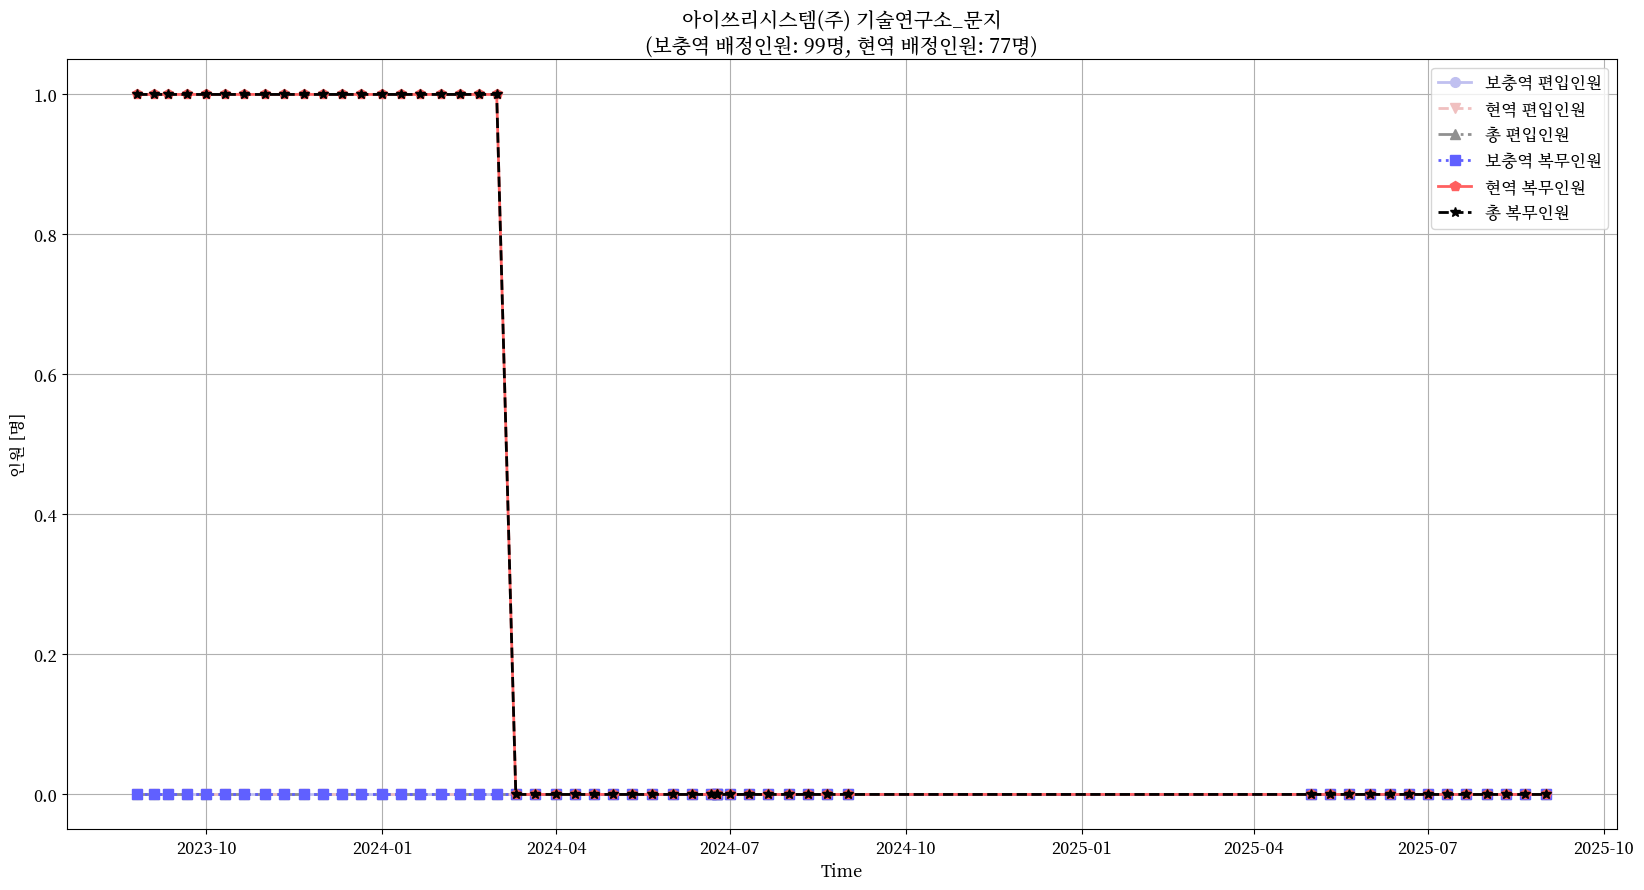 아이쓰리시스템(주) 기술연구소_문지
(보충역 배정인원: 99명, 현역 배정인원: 77명)
보충역 편입인원
현역 편입인원
총 편입인원
보충역 복무인원
현역 복무인원
총 복무인원
1.0
0.8
0.6
0.4
0.2
0.0
인원 [명]
2023-10
2024-01
2024-04
2024-07
2024-10
2025-01
2025-04
2025-07
2025-10
Time